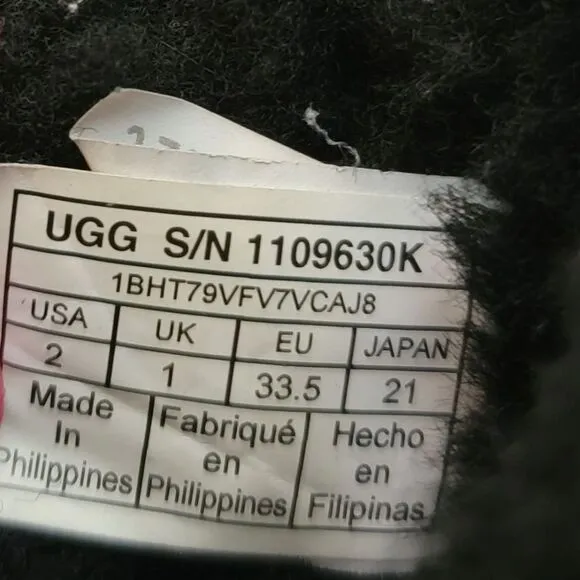 UGG S/N 1109630K
1BHT79VFV7VCAJ8
USA UK EU JAPAN
2 1 33.5 21
Made
In
Philippines
Fabriqué
en
Philippines
Hecho
en
Filipinas